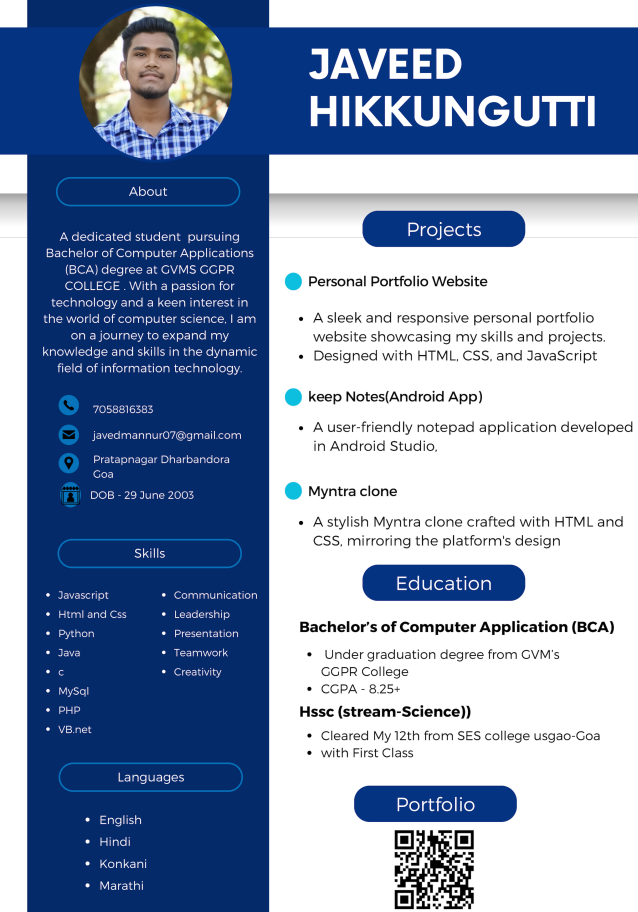 JAVEED
HIKKUNGUTTI
About
A dedicated student pursuing
Bachelor of Computer Applications
(BCA) degree at GVMS GGPR
COLLEGE . With a passion for
technology and a keen interest in
the world of computer science, I am
on a journey to expand my
knowledge and skills in the dynamic
field of information technology.
7058816383
javedmannur07@gmail.com
Pratapnagar Dharbandora
Goa
DOB - 29 June 2003
Skills
• Javascript
• Html and Css
• Python
• Java
• c
• MySql
• PHP
• VB.net
• Communication
• Leadership
• Presentation
• Teamwork
• Creativity
Languages
• English
• Hindi
• Konkani
• Marathi
Projects
Personal Portfolio Website
• A sleek and responsive personal portfolio
website showcasing my skills and projects.
• Designed with HTML, CSS, and JavaScript
keep Notes(Android App)
• A user-friendly notepad application developed
in Android Studio,
Myntra clone
• A stylish Myntra clone crafted with HTML and
CSS, mirroring the platform's design
Education
Bachelor's of Computer Application (BCA)
• Under graduation degree from GVM's
GGPR College
• CGPA - 8.25+
Hssc (stream-Science))
• Cleared My 12th from SES college usgao-Goa
• with First Class
Portfolio